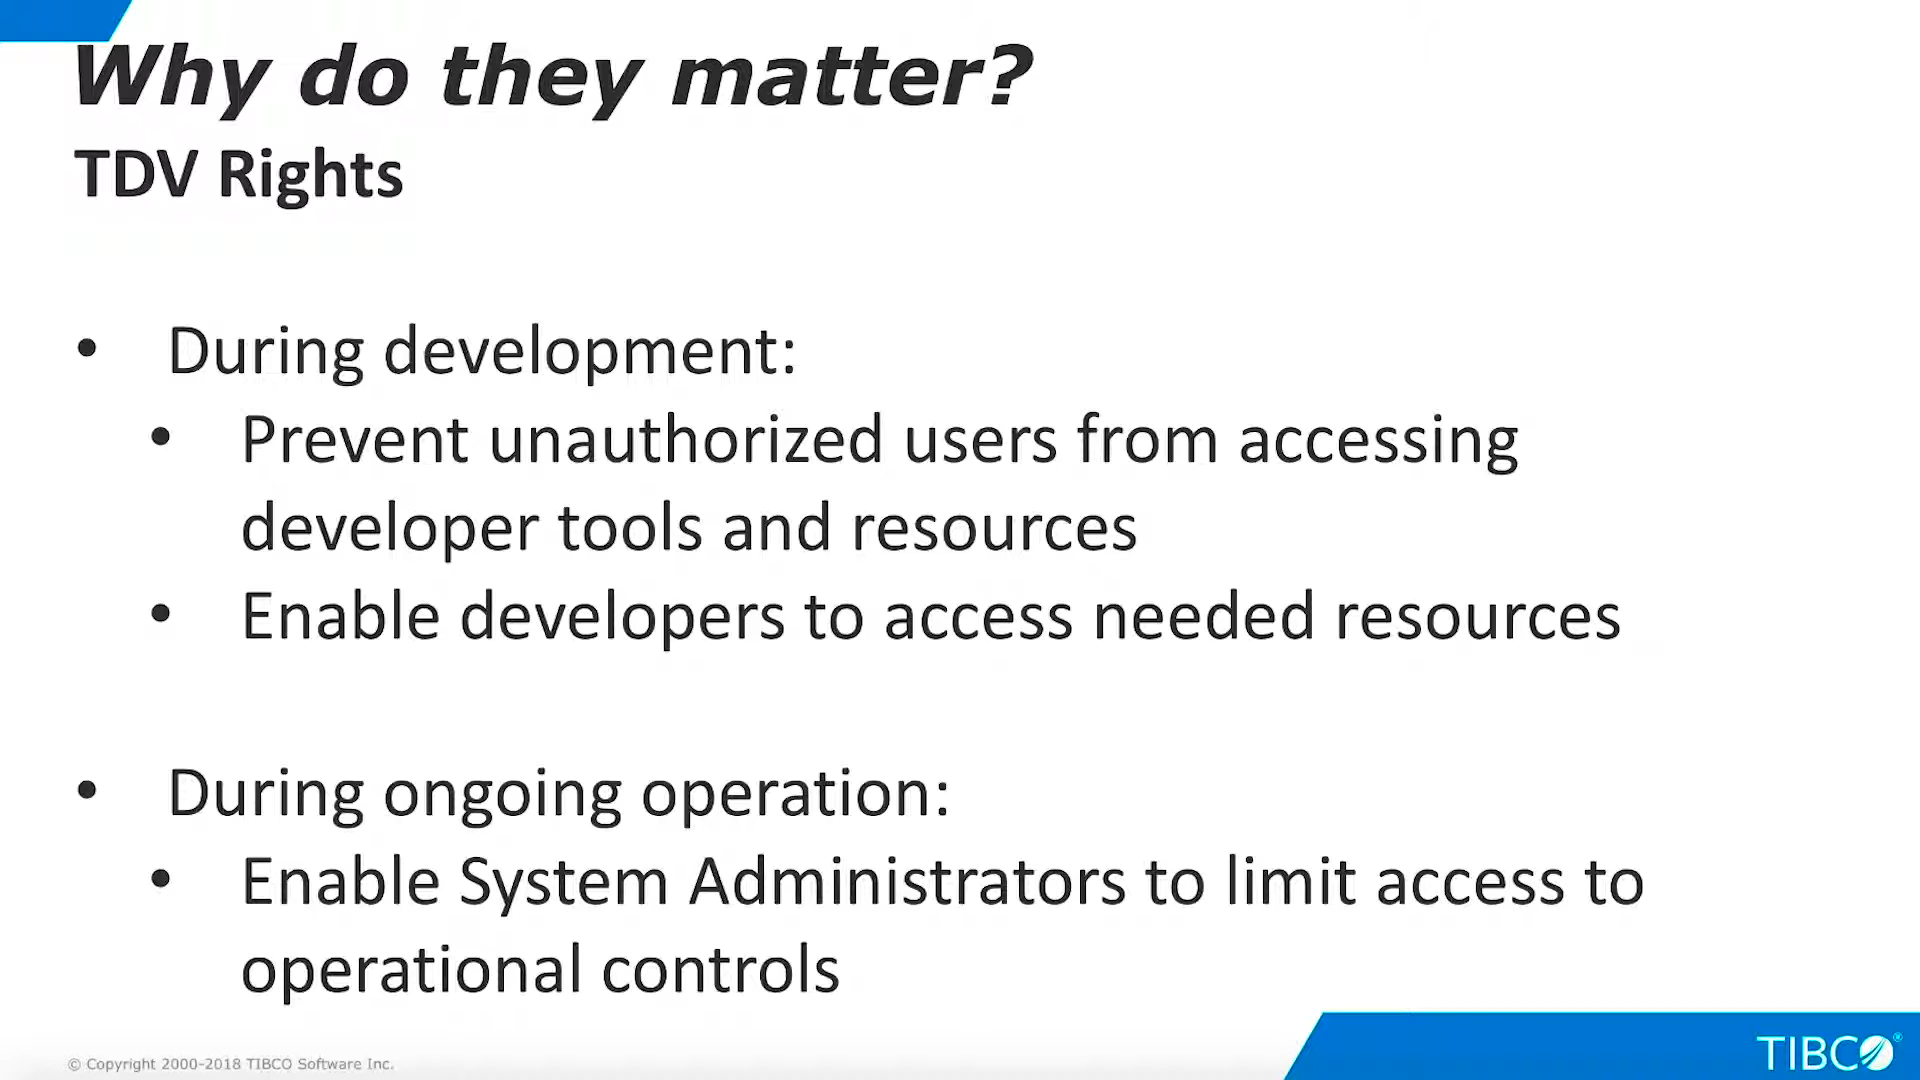 Why do they matter?
TDV Rights
• During development:
• Prevent unauthorized users from accessing
developer tools and resources
• Enable developers to access needed resources
• During ongoing operation:
• Enable System Administrators to limit access to
operational controls
© Copyright 2000-2018 TIBCO Software Inc.
TIBCO®